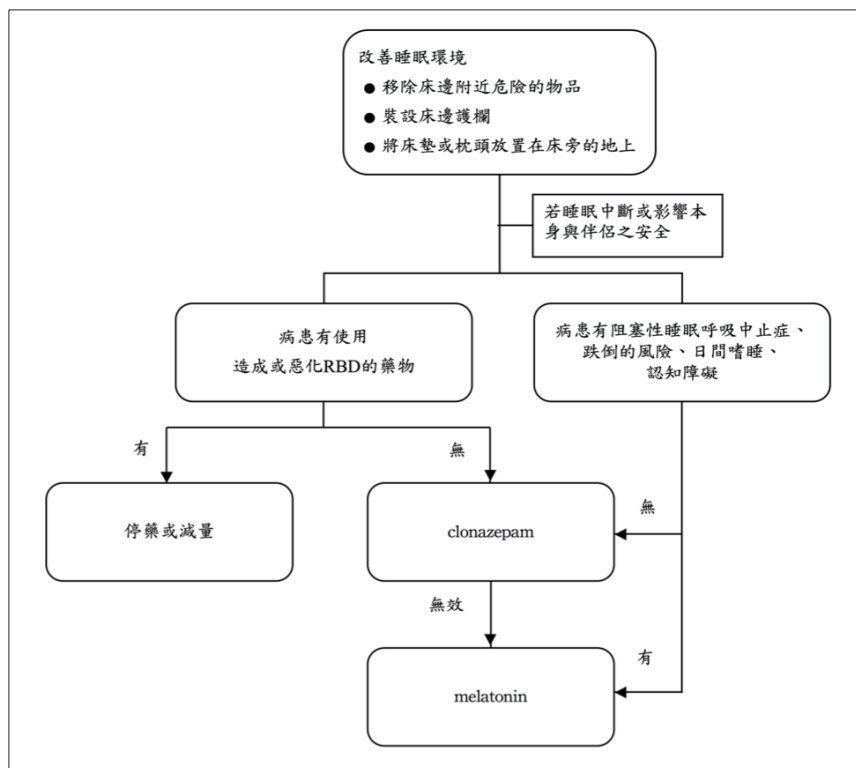 改善睡眠環境
● 移除床邊附近危險的物品
● 裝設床邊護欄
● 將床墊或枕頭放置在床旁的地上
若睡眠中斷或影響本
身與伴侶之安全
病患有使用
造成或惡化RBD的藥物
病患有阻塞性睡眠呼吸中止症、
跌倒的風險、日間嗜睡、
認知障礙
有
無
停藥或減量
clonazepam
無
無效
有
melatonin